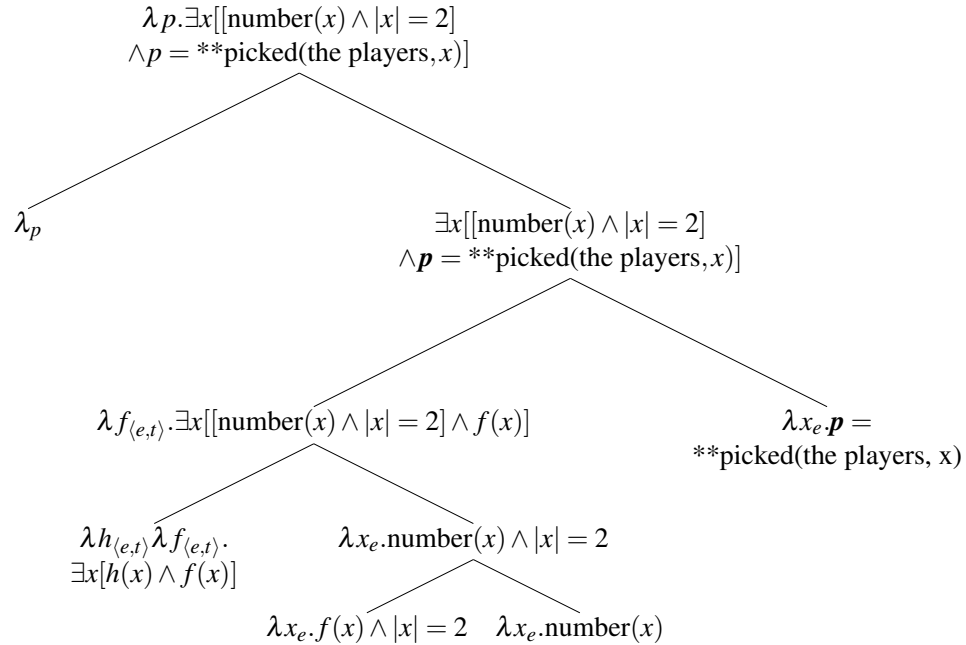 λp.∃x[[number(x) ∧ |x| = 2]
∧p = **picked(the players, x)]
λp
∃x[[number(x) ∧ |x| = 2]
∧p = **picked(the players, x)]
λf⟨e,t⟩.∃x[[number(x) ∧ |x| = 2] ∧ f(x)]
λxe.p =
**picked(the players, x)
λh⟨e,t⟩λf⟨e,t⟩.
∃x[h(x) ∧ f(x)]
λxe.number(x) ∧ |x| = 2
λxe.f(x) ∧ |x| = 2
λxe.number(x)